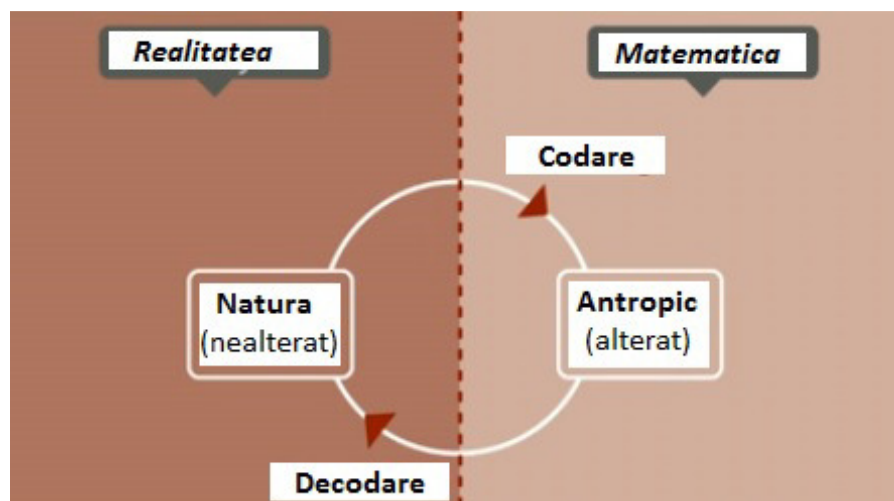 Realitatea
Matematica
Codare
Natura
(nealterat)
Antropic
(alterat)
Decodare